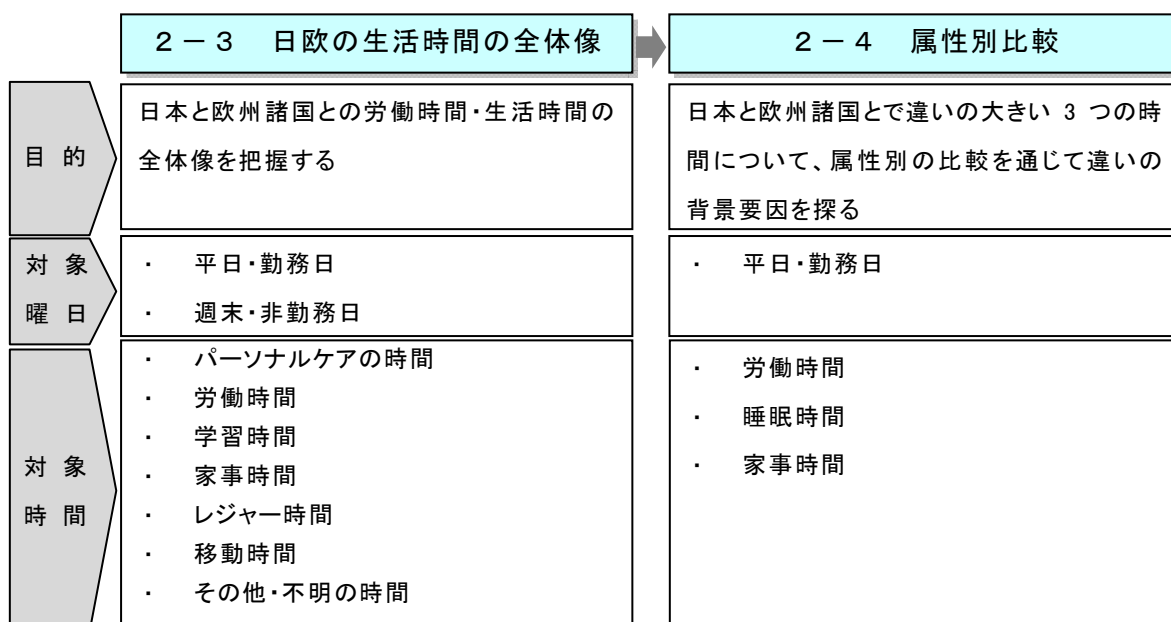 ２－３　日欧の生活時間の全体像
２－４　属性別比較
目的
日本と欧州諸国との労働時間・生活時間の
全体像を把握する
日本と欧州諸国とで違いの大きい 3 つの時
間について、属性別の比較を通じて違いの
背景要因を探る
対象
曜日
・ 平日・勤務日
・ 週末・非勤務日
・ 平日・勤務日
対象
時間
・ パーソナルケアの時間
・ 労働時間
・ 学習時間
・ 家事時間
・ レジャー時間
・ 移動時間
・ その他・不明の時間
・ 労働時間
・ 睡眠時間
・ 家事時間